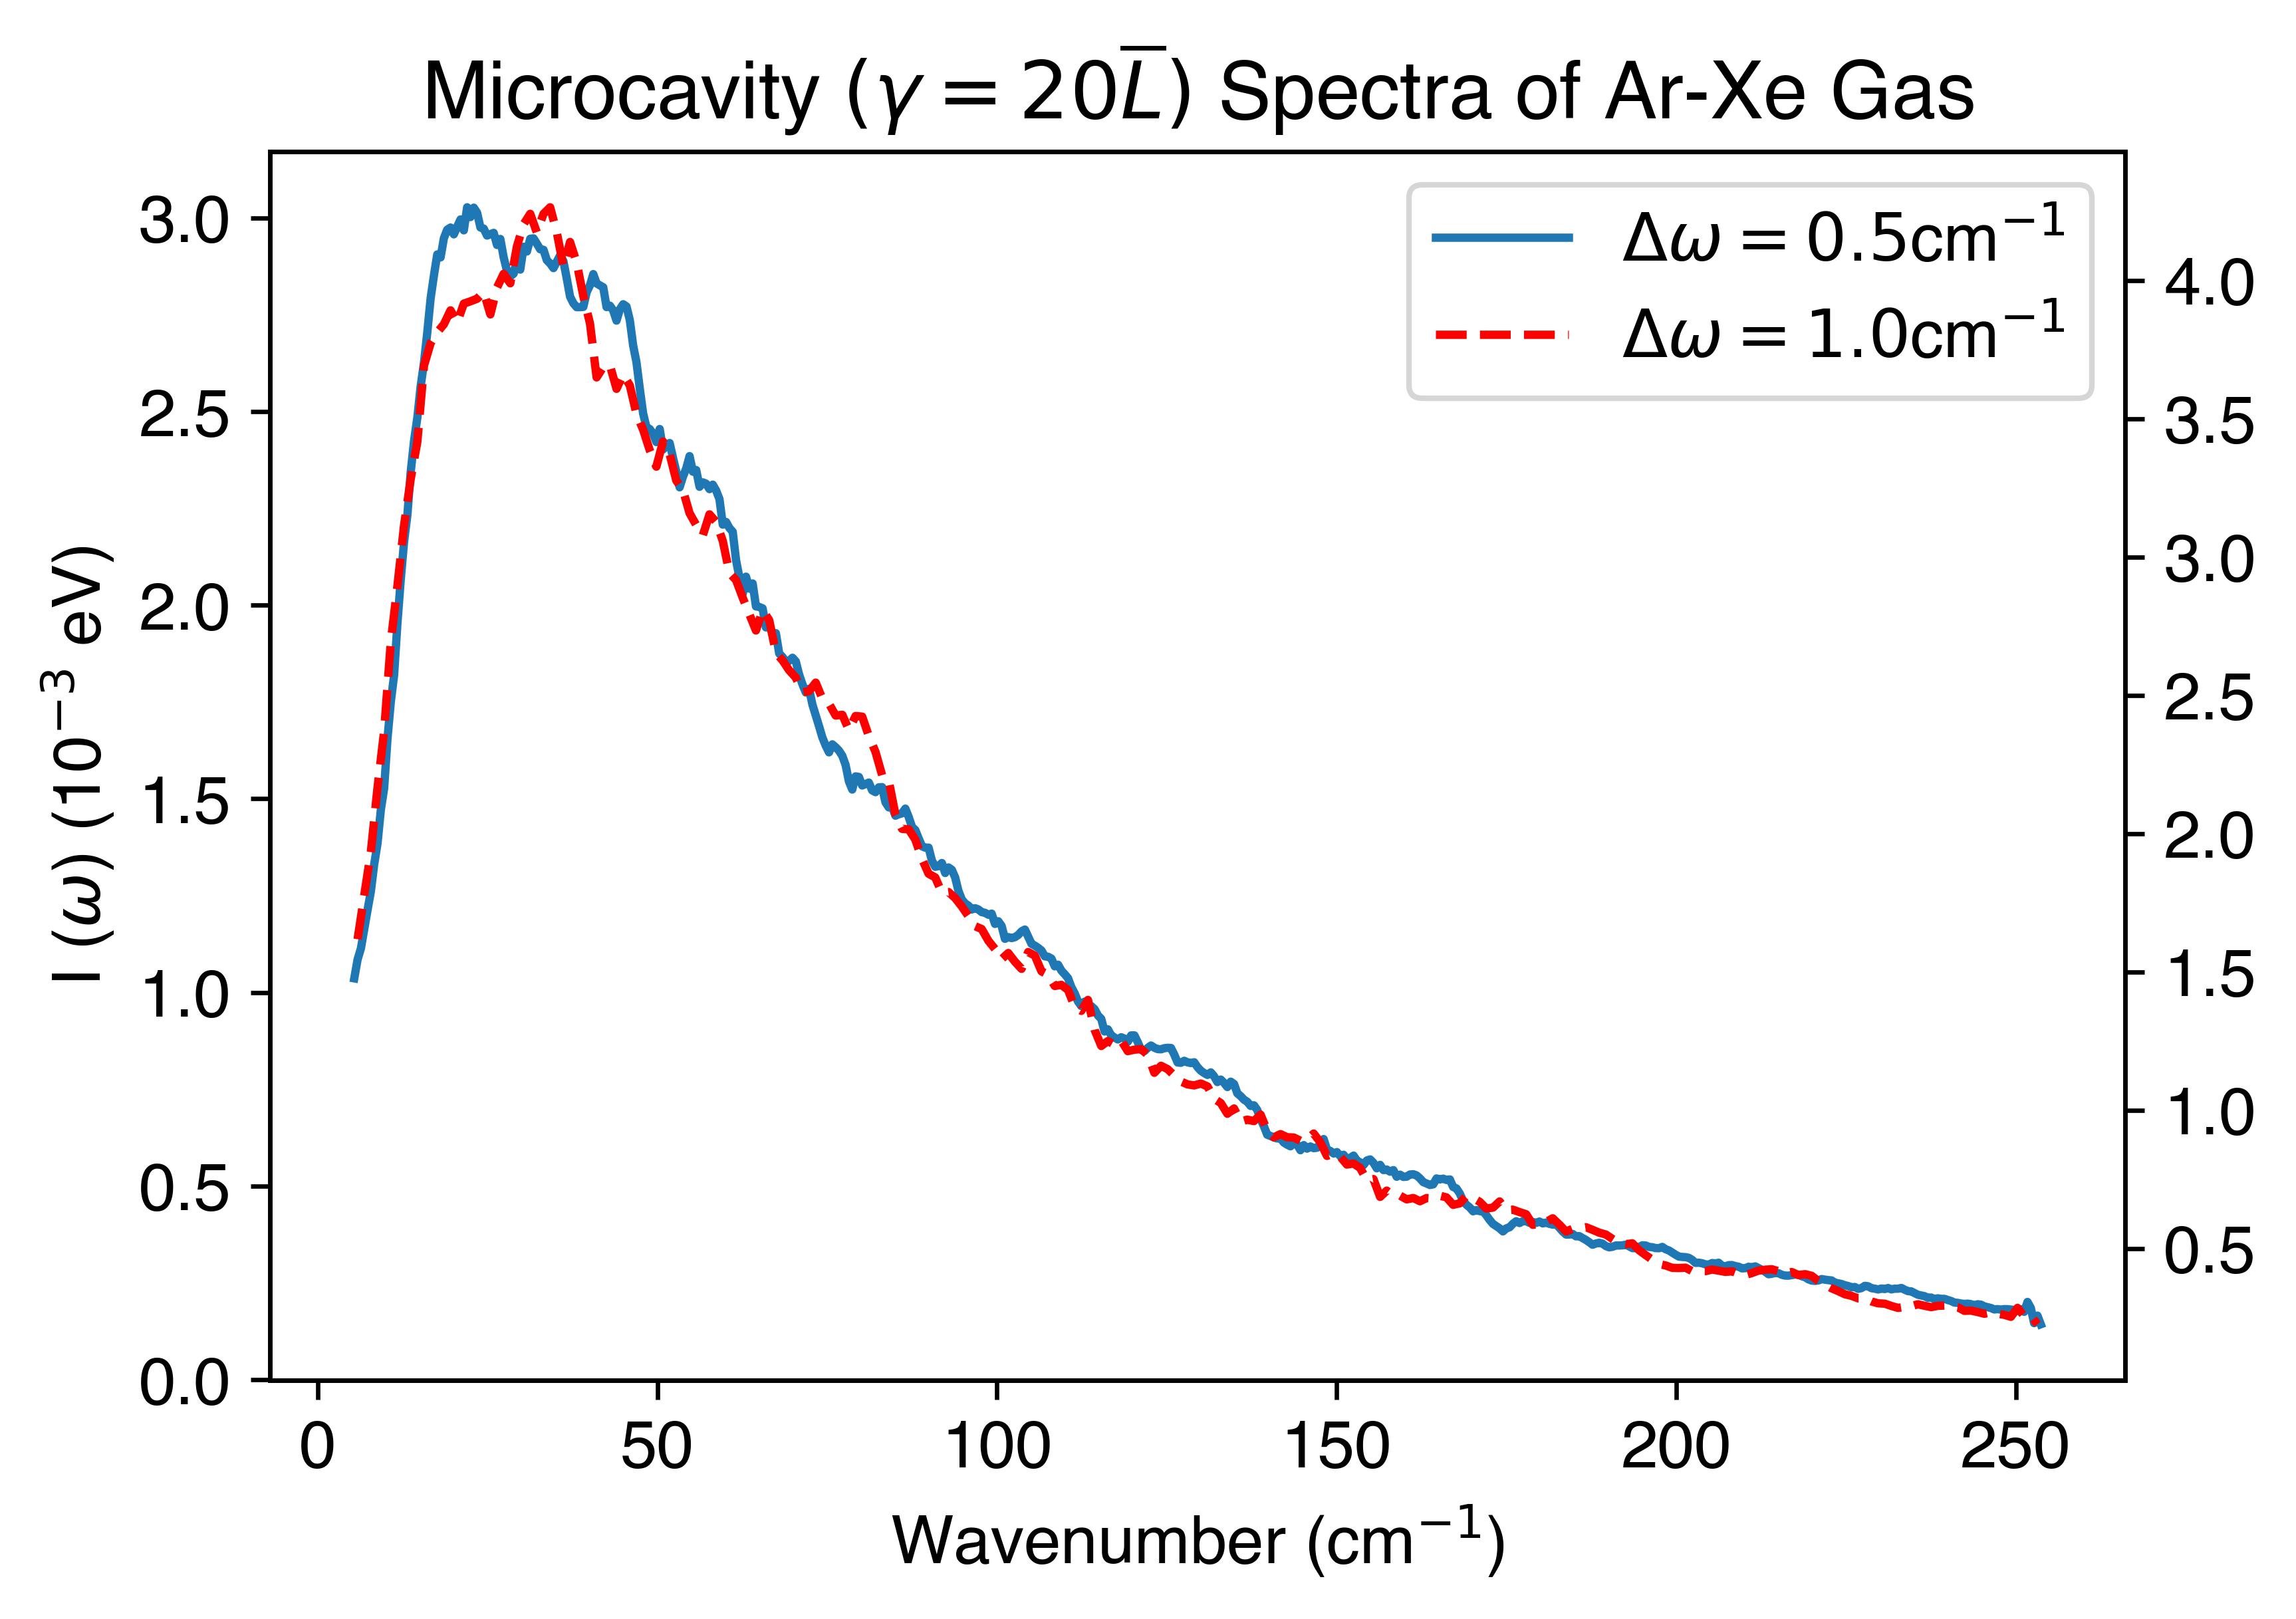 Microcavity (γ = 20L̅) Spectra of Ar-Xe Gas
Δω = 0.5cm⁻¹
Δω = 1.0cm⁻¹
I (ω) (10⁻³ eV)
3.0
2.5
2.0
1.5
1.0
0.5
0.0
4.0
3.5
3.0
2.5
2.0
1.5
1.0
0.5
0 50 100 150 200 250
Wavenumber (cm⁻¹)